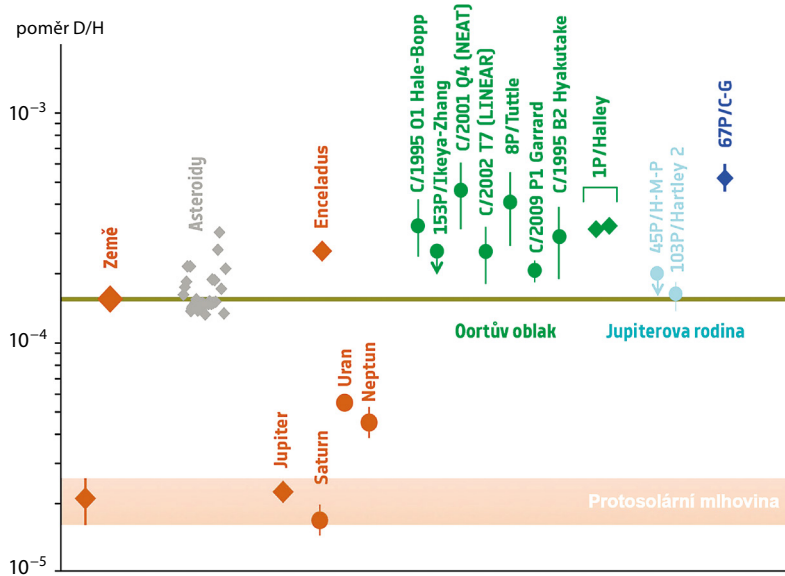 poměr D/H
10−3
10−4
10−5
Země
Asteroidy
Enceladus
Jupiter
Saturn
Uran
Neptun
C/1995 O1 Hale-Bopp
153P/Ikeya-Zhang
C/2001 Q4 (NEAT)
C/2002 T7 (LINEAR)
8P/Tuttle
C/2009 P1 Garrard
C/1995 B2 Hyakutake
1P/Halley
45P/H-M-P
103P/Hartley 2
67P/C-G
Oortův oblak
Jupiterova rodina
Protosolární mlhovina